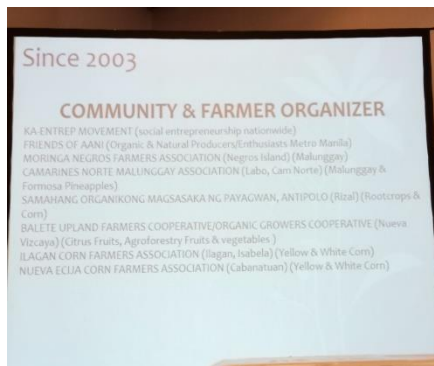 Since 2003
COMMUNITY & FARMER ORGANIZER
KA-ENTREP MOVEMENT (social entrepreneurship nationwide)
FRIENDS OF AANI (Organic & Natural Producers/Enthusiasts Metro Manila)
MORINGA NEGROS FARMERS ASSOCIATION (Negros Island) (Malunggay)
CAMARINES NORTE MALUNGGAY ASSOCIATION (Labo, Cam Norte) (Malunggay &
Formosa Pineapples)
SAMAHANG ORGANIKONG MAGSASAKA NG PAYAGWAN, ANTIPOLO (Rizal) (Rootcrops &
Corn)
BALETE UPLAND FARMERS COOPERATIVE/ORGANIC GROWERS COOPERATIVE (Nueva
Vizcaya) (Citrus Fruits, Agroforestry Fruits & vegetables )
ILAGAN CORN FARMERS ASSOCIATION (Ilagan, Isabela) (Yellow & White Corn)
NUEVA ECIJA CORN FARMERS ASSOCIATION (Cabanatuan) (Yellow & White Corn)